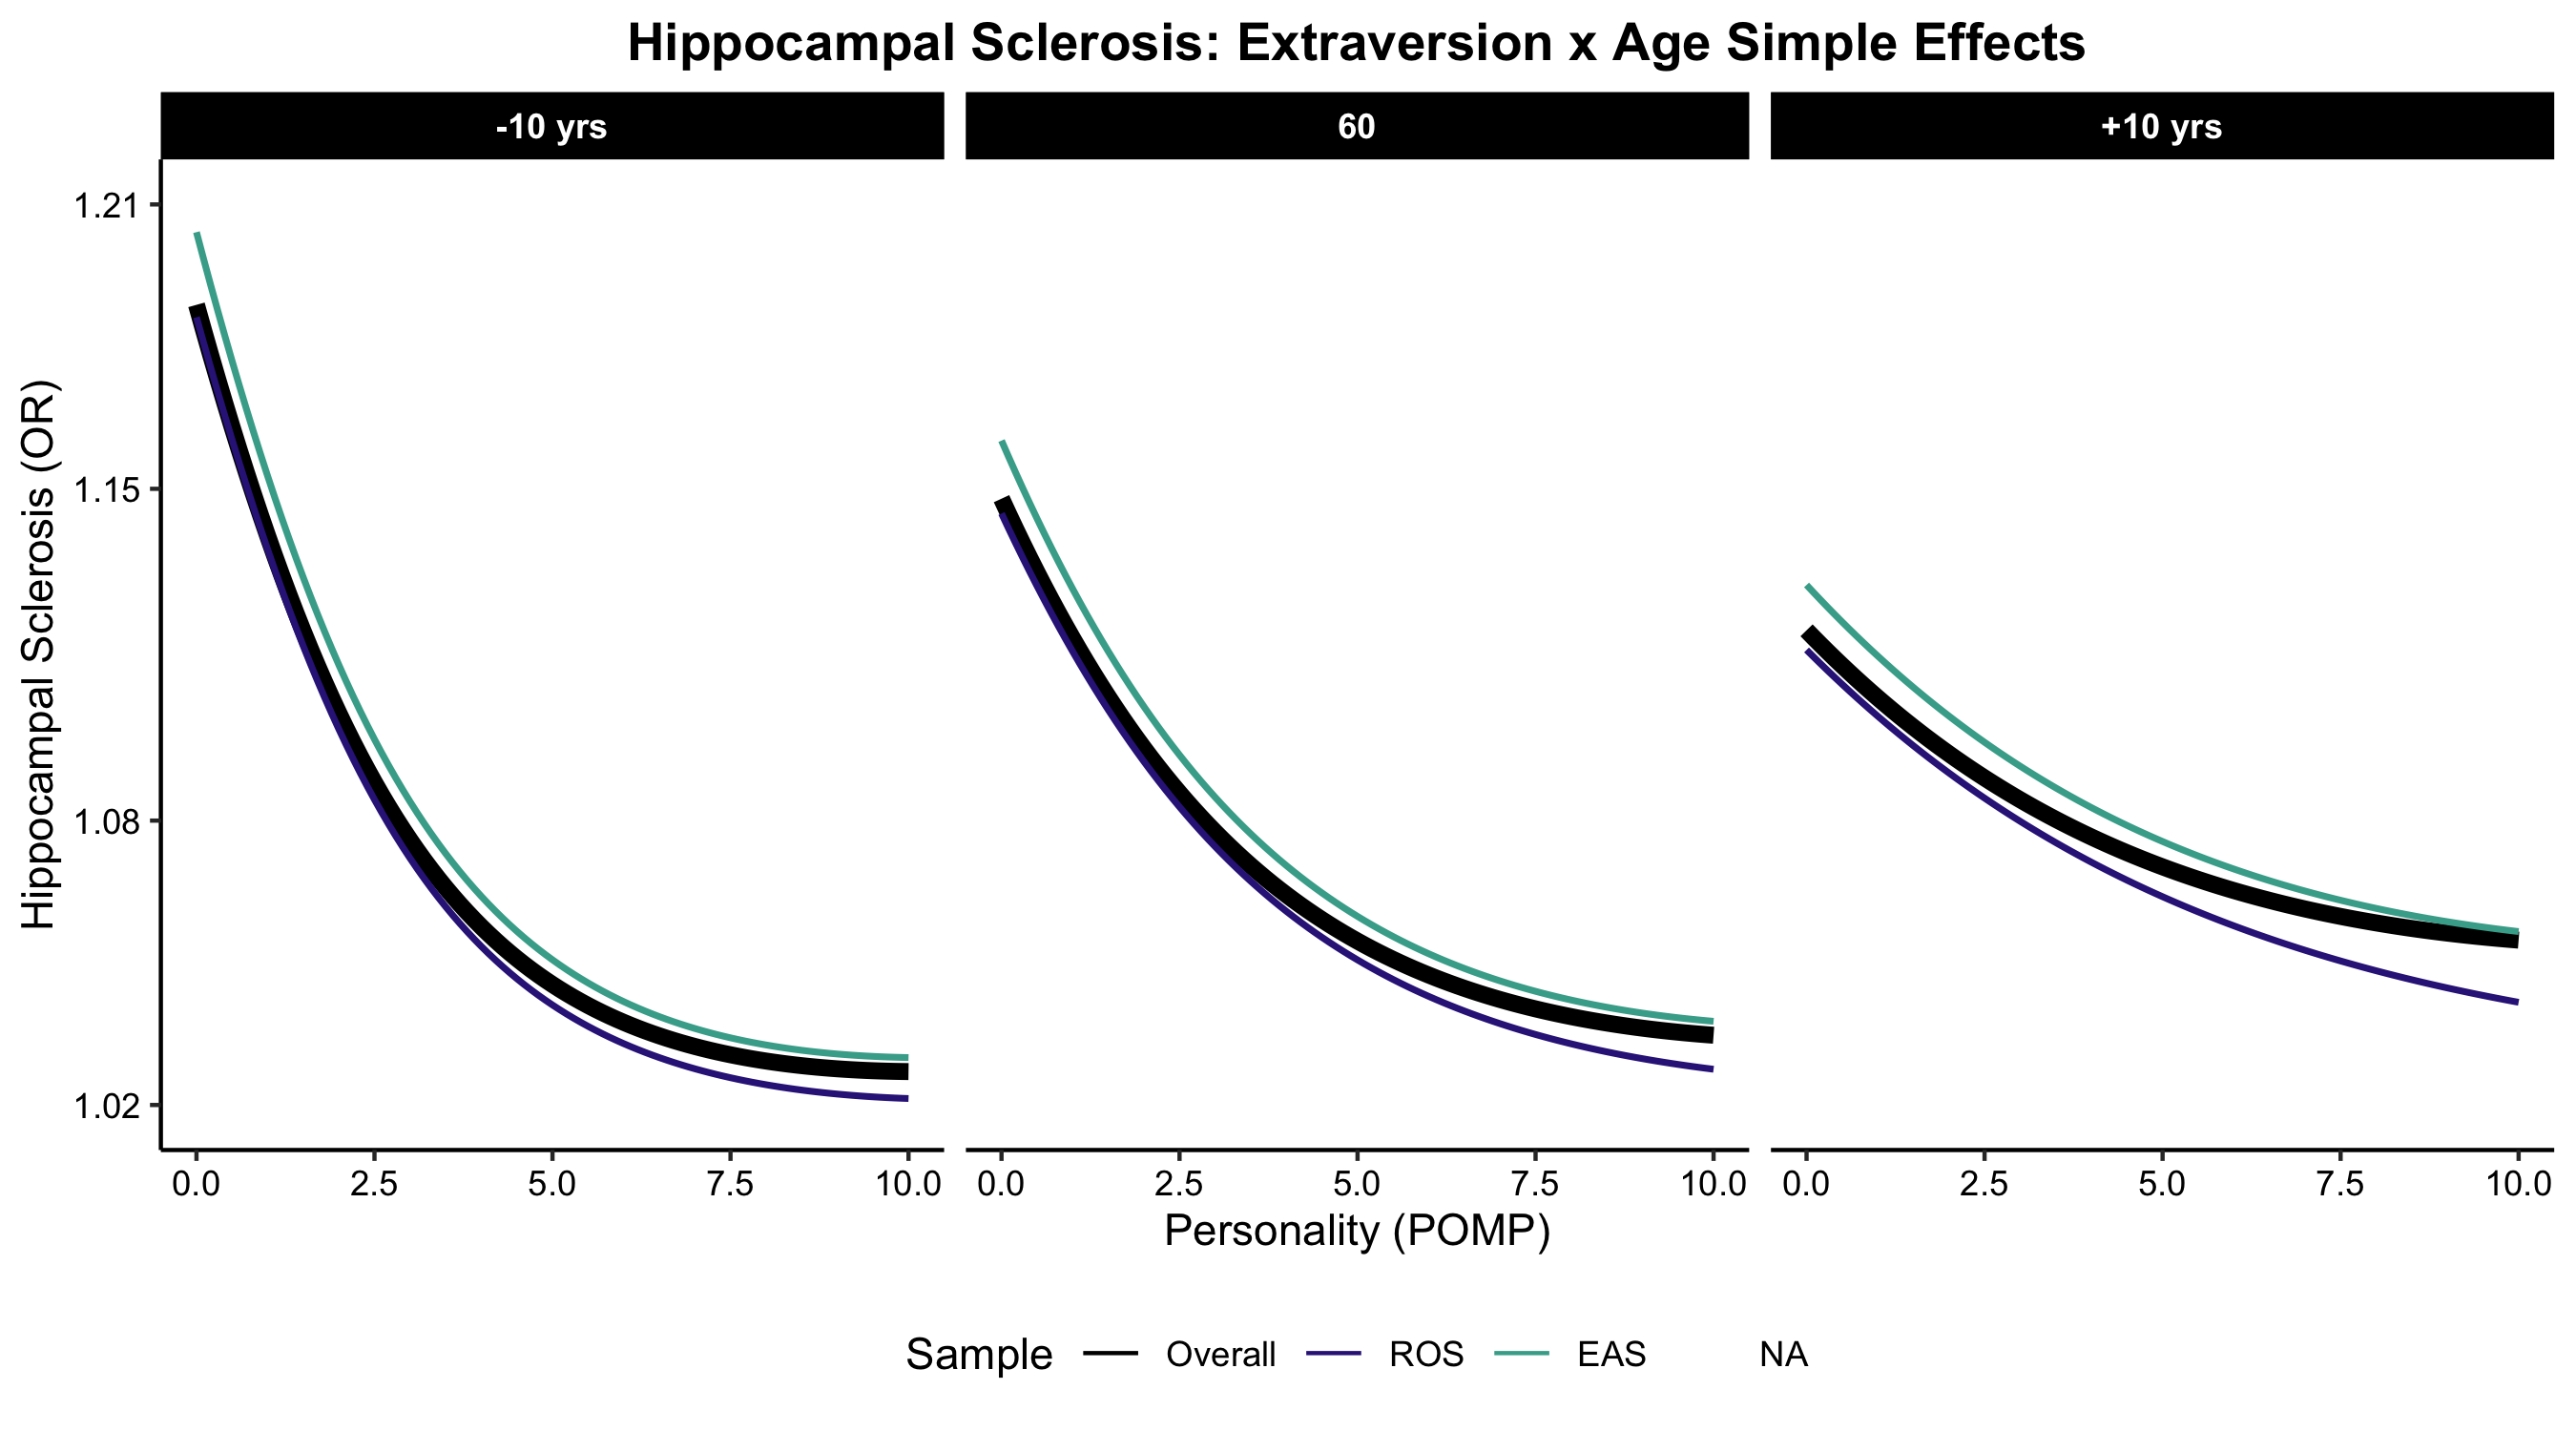 Hippocampal Sclerosis: Extraversion x Age Simple Effects
-10 yrs
60
+10 yrs
Hippocampal Sclerosis (OR)
1.21
1.15
1.08
1.02
0.0 2.5 5.0 7.5 10.0
0.0 2.5 5.0 7.5 10.0
0.0 2.5 5.0 7.5 10.0
Personality (POMP)
Sample Overall ROS EAS NA